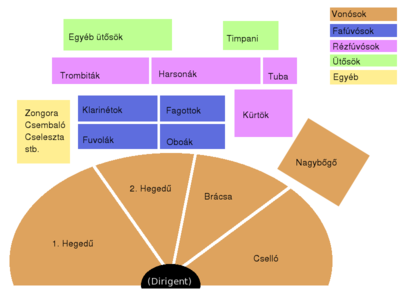 Vonósok
Fafúvósok
Rézfúvósok
Ütősök
Egyéb
Egyéb ütősök
Timpani
Trombiták
Harsonák
Tuba
Zongora
Csembaló
Cseleszta
stb.
Klarinétok
Fagottok
Kürtök
Fuvolák
Oboák
Nagybőgő
2. Hegedű
Brácsa
1. Hegedű
Cselló
(Dirigent)